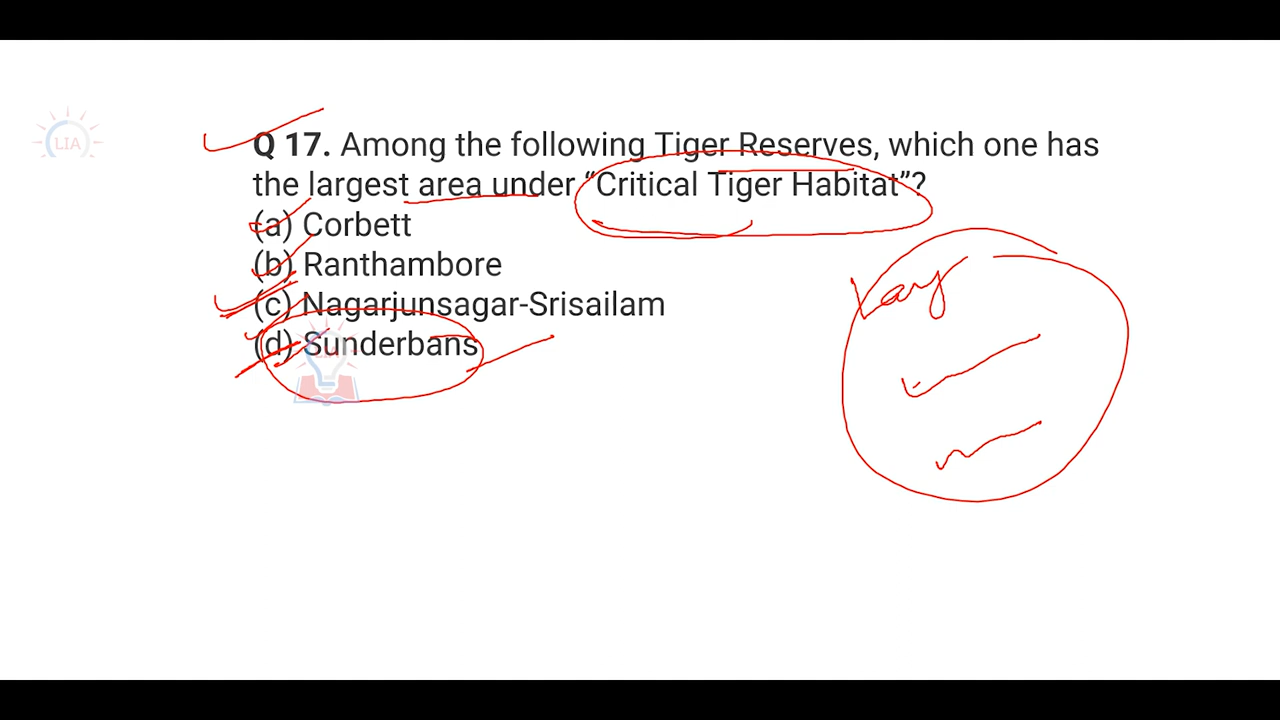 LIA
Q 17. Among the following Tiger Reserves, which one has
the largest area under “Critical Tiger Habitat”?
(a) Corbett
(b) Ranthambore
(c) Nagarjunsagar-Srisailam
(d) Sunderbans